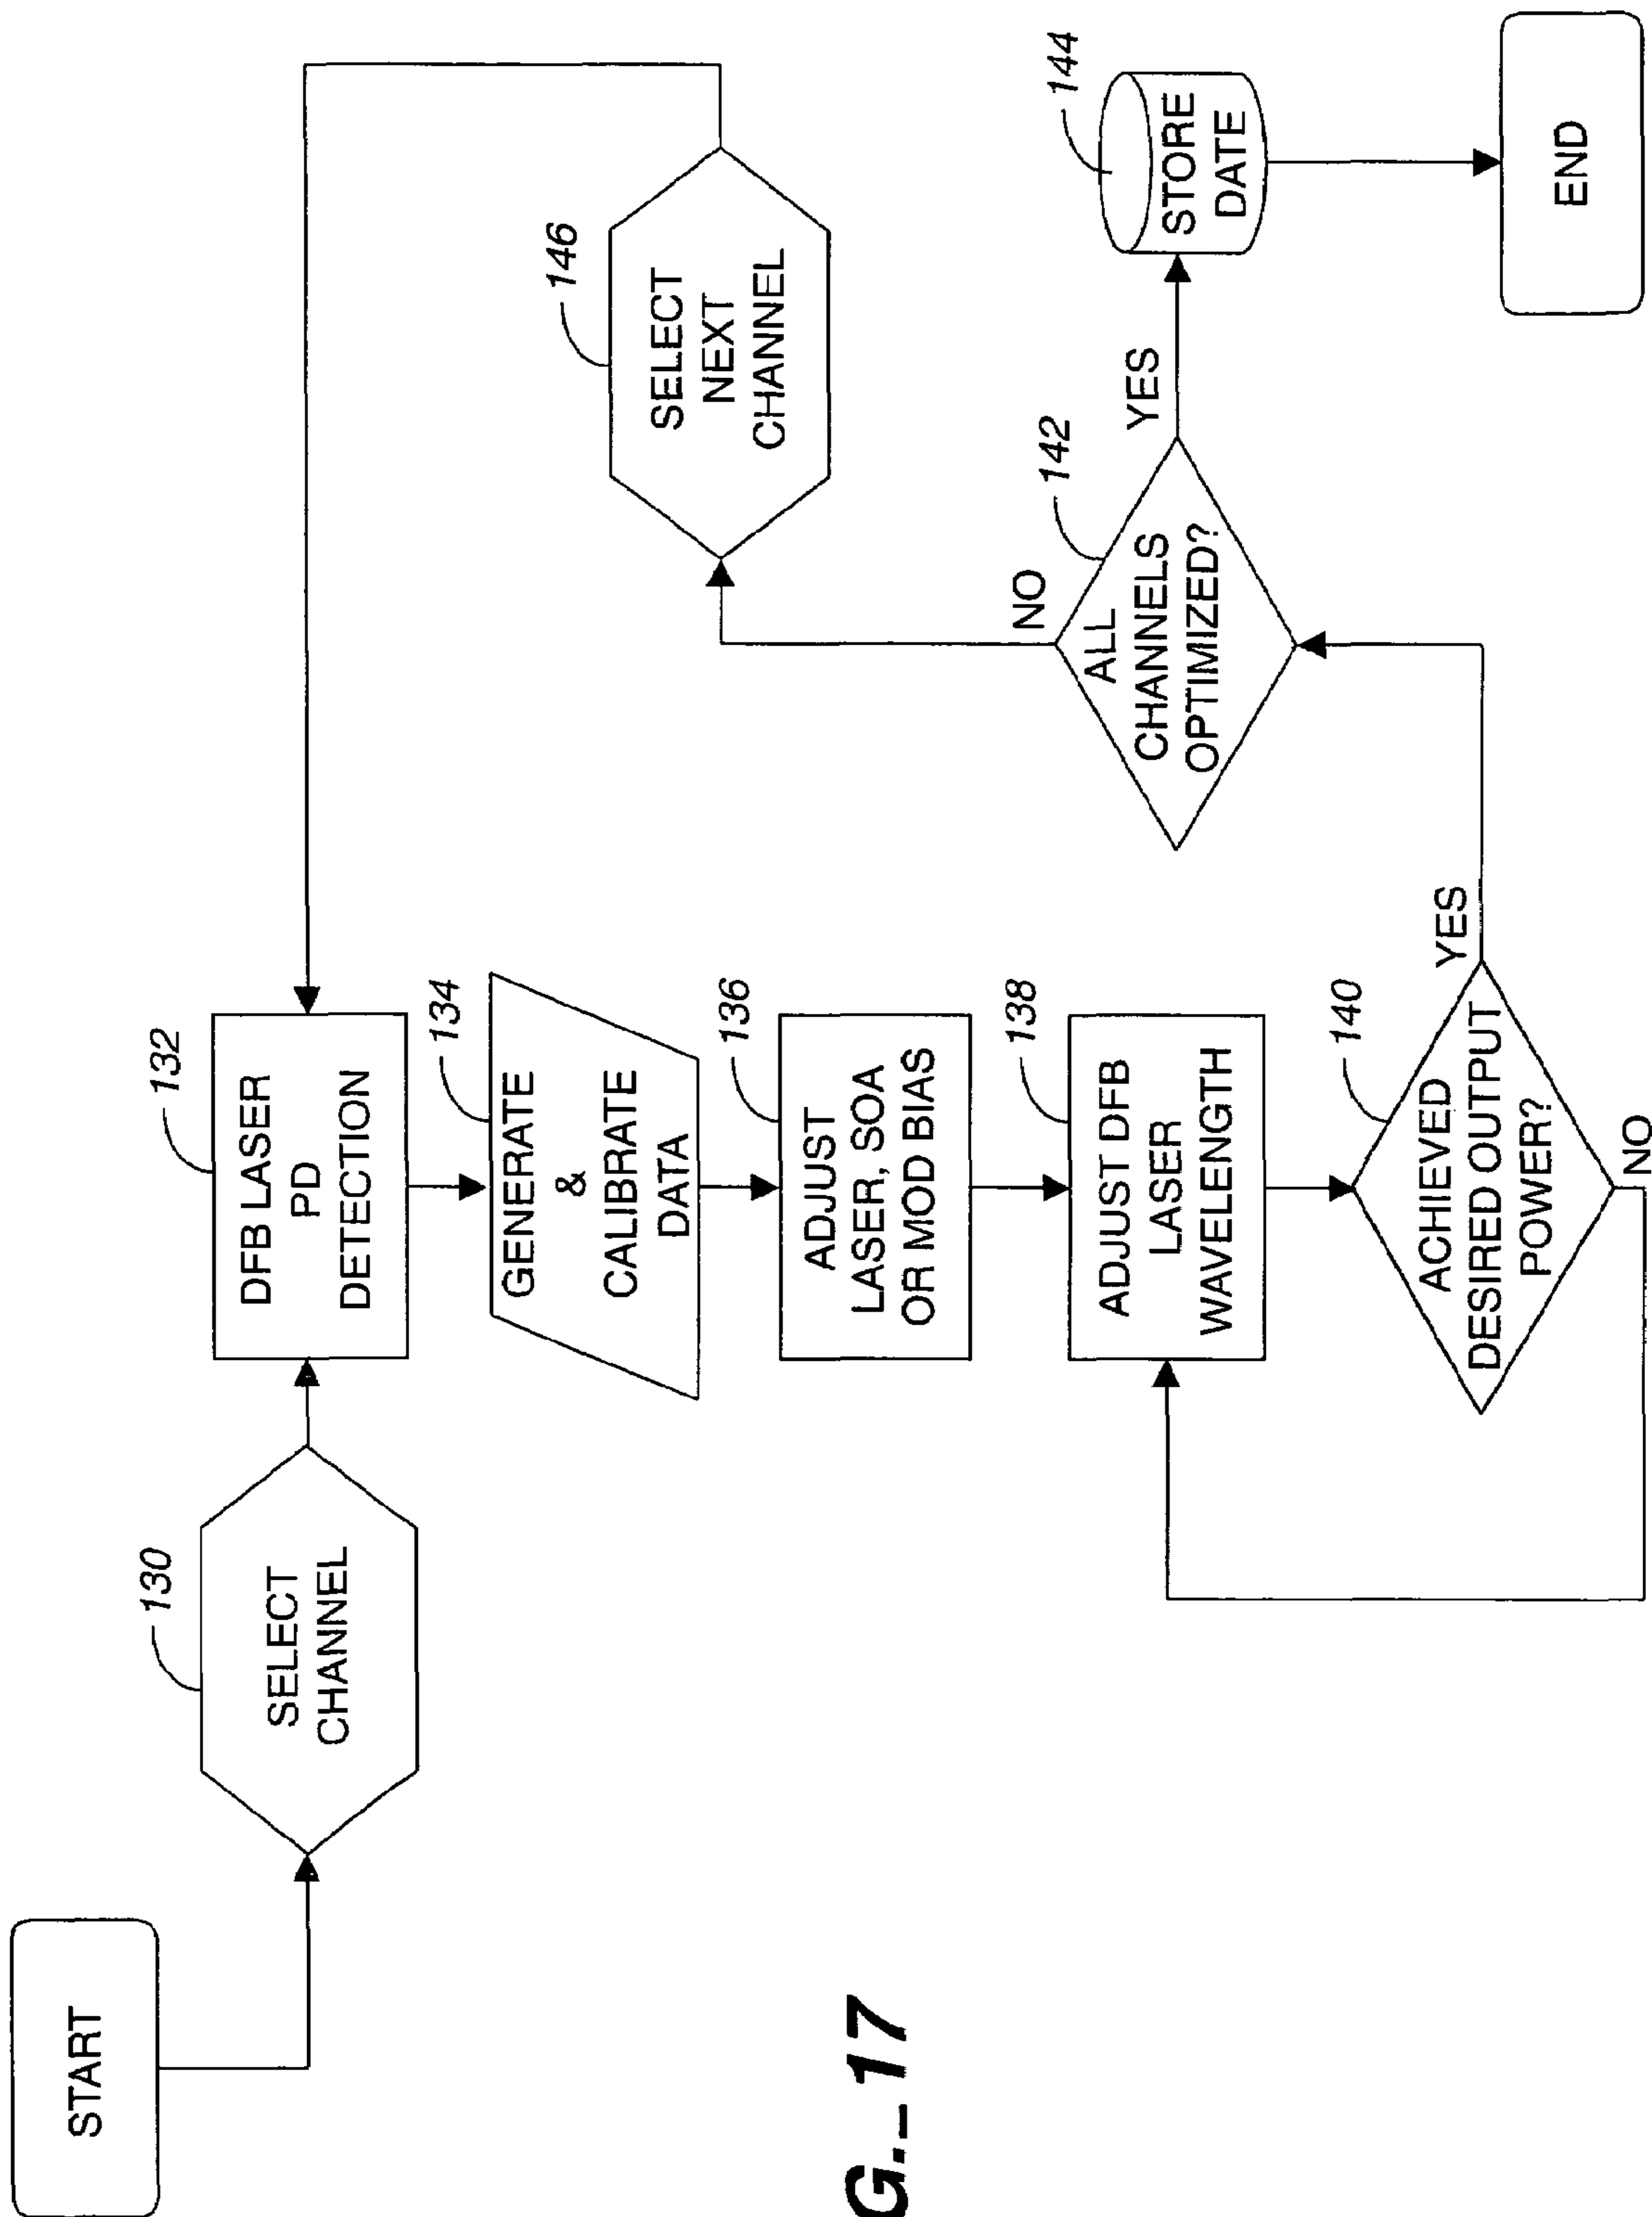 START
130
SELECT
CHANNEL
132
DFB LASER
PD
DETECTION
134
GENERATE
&
CALIBRATE
DATA
136
ADJUST
LASER, SOA
OR MOD BIAS
138
ADJUST DFB
LASER
WAVELENGTH
140
ACHIEVED
DESIRED OUTPUT
POWER?
NO
YES
142
ALL
CHANNELS
OPTIMIZED?
NO
YES
146
SELECT
NEXT
CHANNEL
144
STORE
DATE
END
G._17